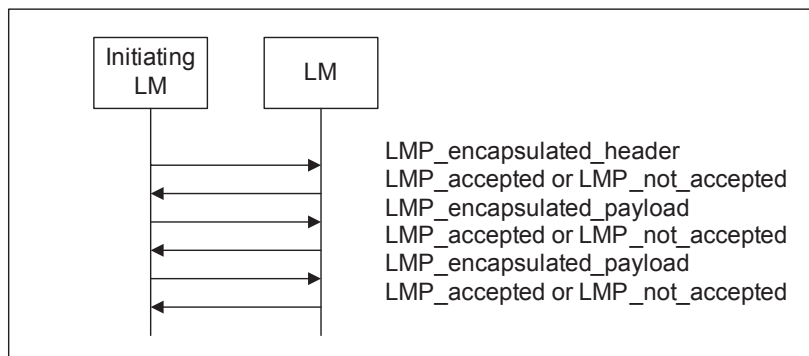 Initiating
LM
LM
LMP_encapsulated_header
LMP_accepted or LMP_not_accepted
LMP_encapsulated_payload
LMP_accepted or LMP_not_accepted
LMP_encapsulated_payload
LMP_accepted or LMP_not_accepted